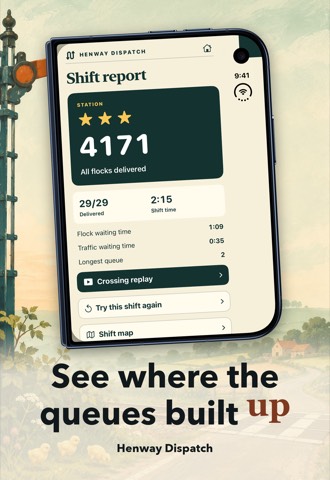 HENWAY DISPATCH
9:41
Shift report
STATION
4171
All flocks delivered
29/29
Delivered
2:15
Shift time
Flock waiting time 1:09
Traffic waiting time 0:35
Longest queue 2
Crossing replay
Try this shift again
Shift map
See where the
queues built up
Henway Dispatch